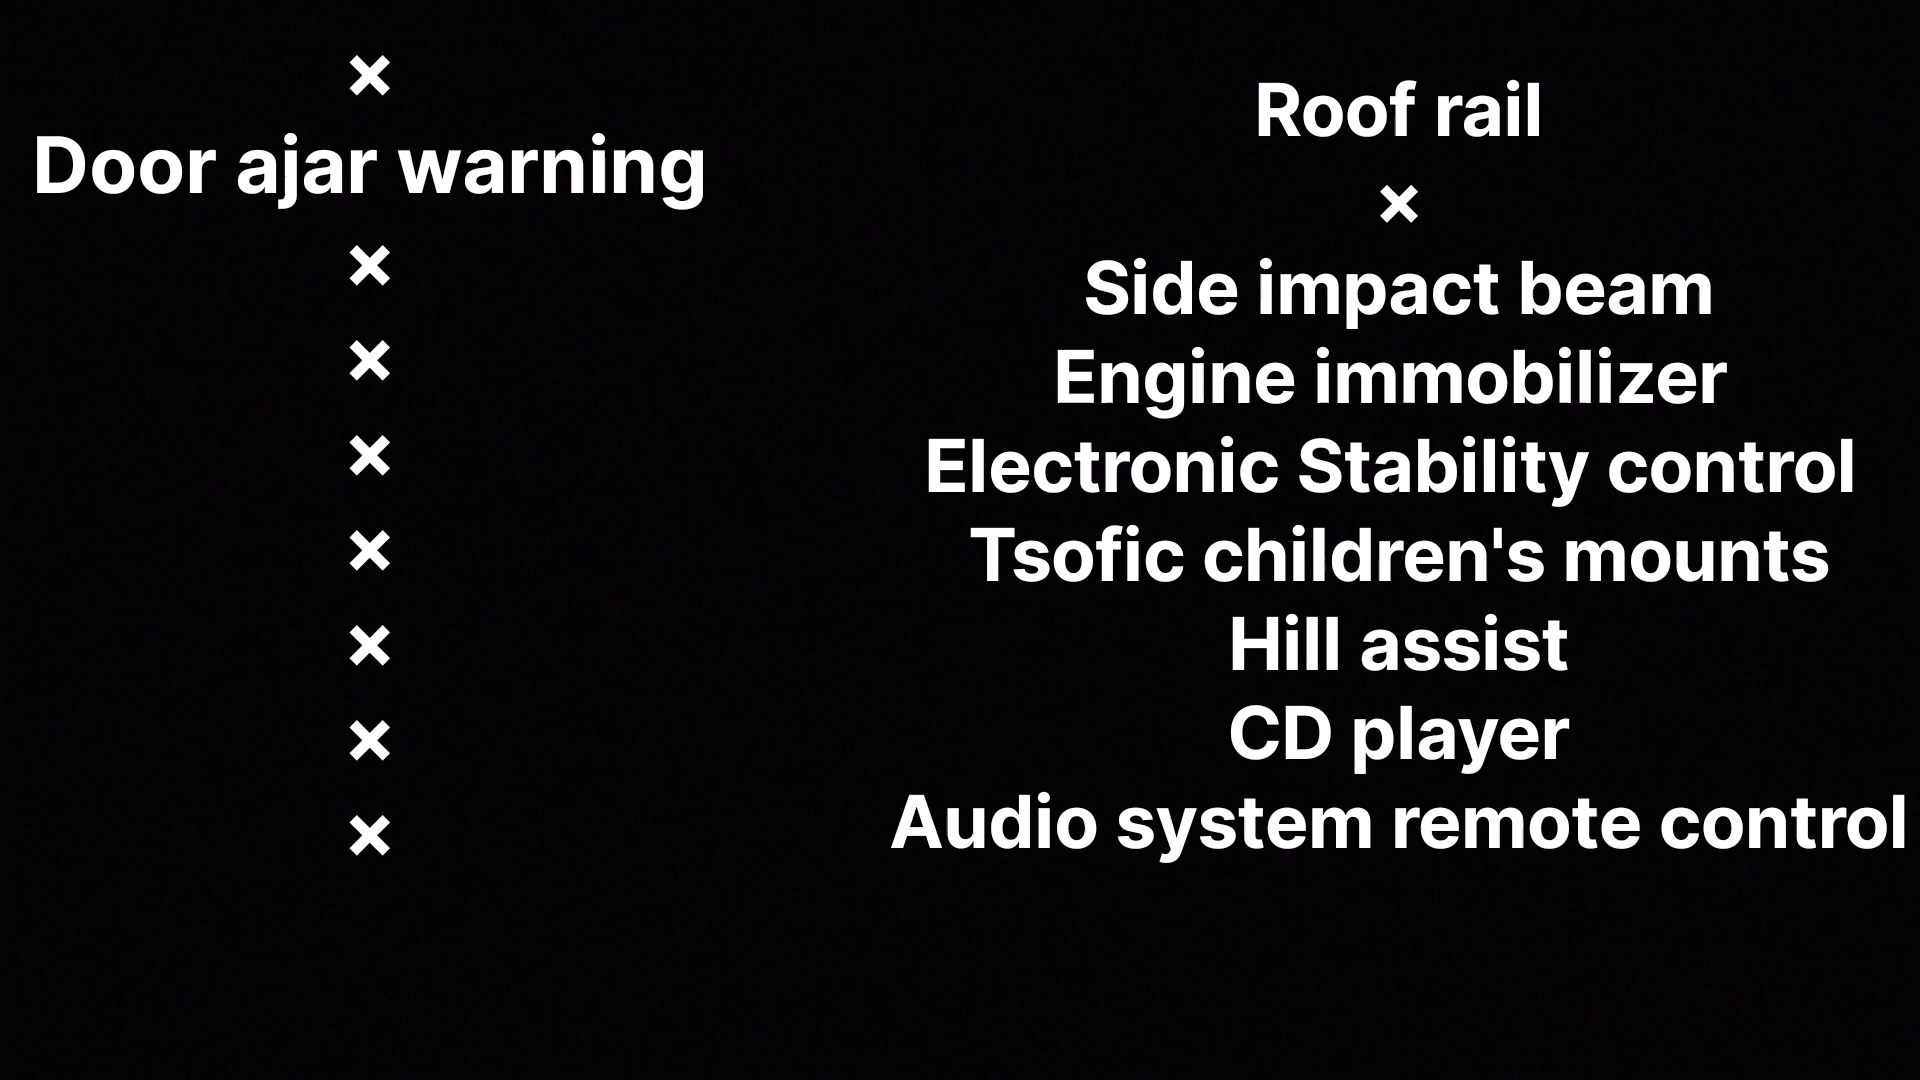 ×
Door ajar warning
×
×
×
×
×
×
×
Roof rail
×
Side impact beam
Engine immobilizer
Electronic Stability control
Tsofic children's mounts
Hill assist
CD player
Audio system remote control